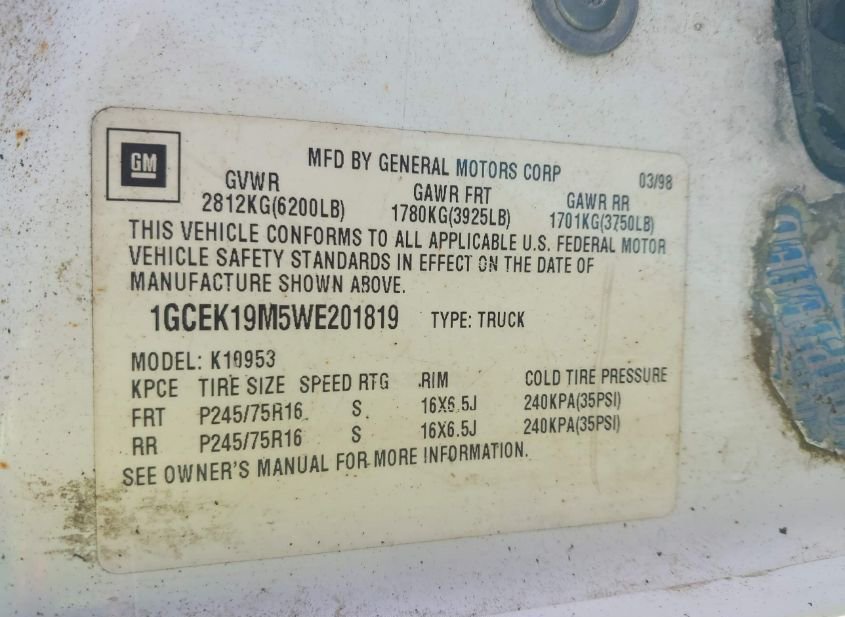 GM
MFD BY GENERAL MOTORS CORP 03/98
GVWR GAWR FRT GAWR RR
2812KG(6200LB) 1780KG(3925LB) 1701KG(3750LB)
THIS VEHICLE CONFORMS TO ALL APPLICABLE U.S. FEDERAL MOTOR
VEHICLE SAFETY STANDARDS IN EFFECT ON THE DATE OF
MANUFACTURE SHOWN ABOVE.
1GCEK19M5WE201819 TYPE: TRUCK
MODEL: K10953
KPCE TIRE SIZE SPEED RTG RIM COLD TIRE PRESSURE
FRT P245/75R16 S 16X6.5J 240KPA(35PSI)
RR P245/75R16 S 16X6.5J 240KPA(35PSI)
SEE OWNER'S MANUAL FOR MORE INFORMATION.